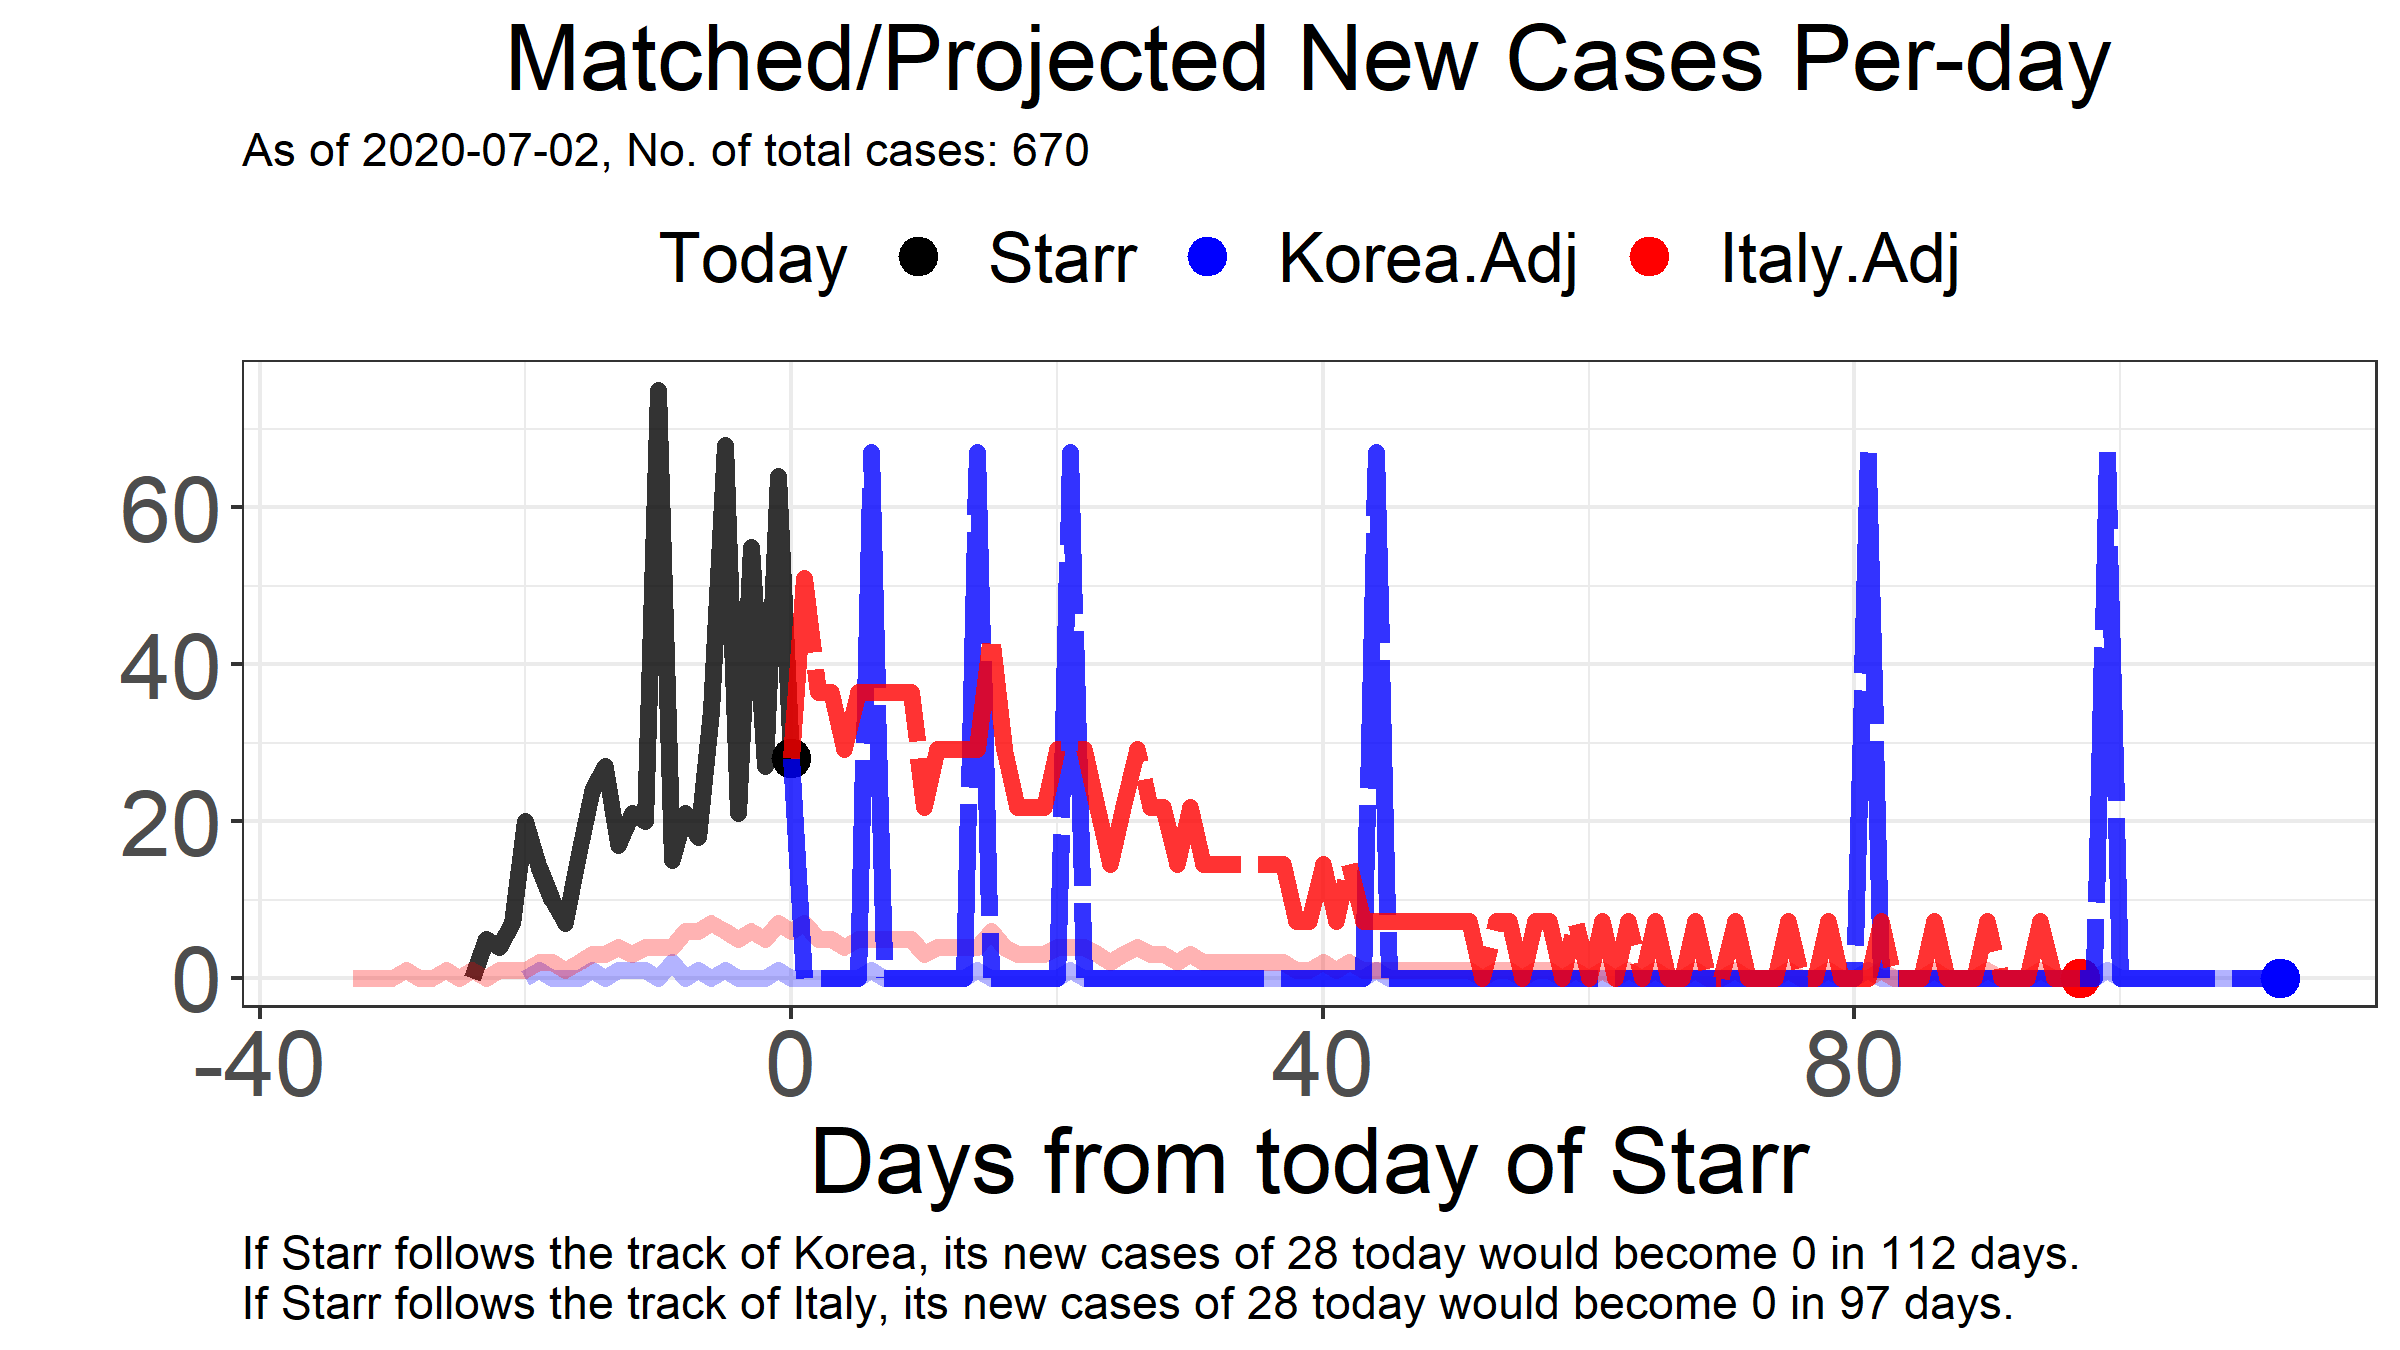 Matched/Projected New Cases Per-day
As of 2020-07-02, No. of total cases: 670
Today Starr Korea.Adj Italy.Adj
60
40
20
0
-40 0 40 80
Days from today of Starr
If Starr follows the track of Korea, its new cases of 28 today would become 0 in 112 days.
If Starr follows the track of Italy, its new cases of 28 today would become 0 in 97 days.